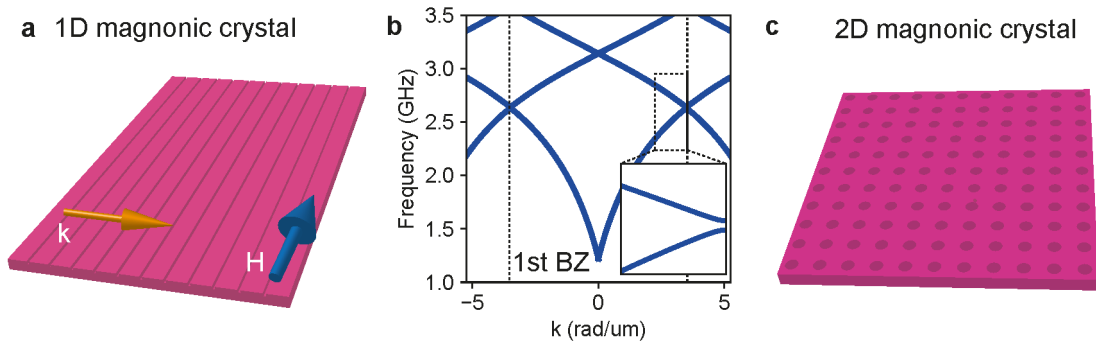 a 1D magnonic crystal
k
H
b
Frequency (GHz)
3.5
3.0
2.5
2.0
1.5
1.0
1st BZ
−5
0
5
k (rad/um)
c 2D magnonic crystal